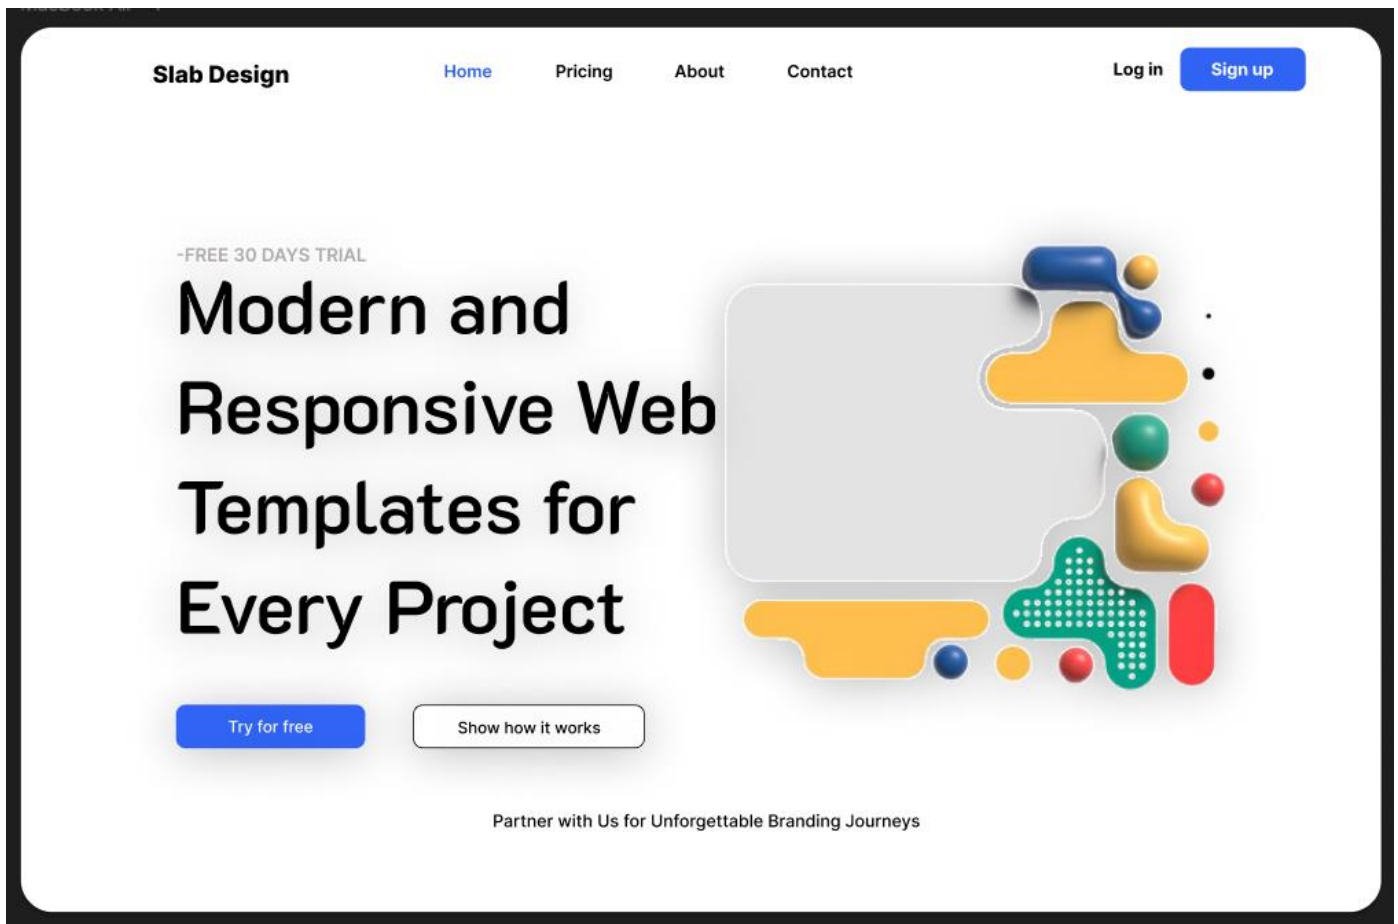 Slab Design
Home
Pricing
About
Contact
Log in
Sign up
-FREE 30 DAYS TRIAL
Modern and
Responsive Web
Templates for
Every Project
Try for free
Show how it works
Partner with Us for Unforgettable Branding Journeys